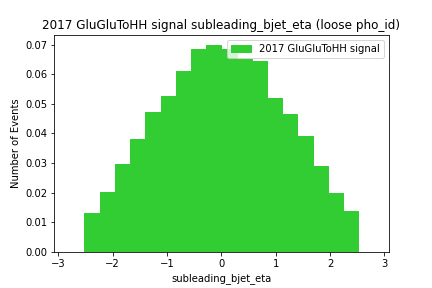 2017 GluGluToHH signal subleading_bjet_eta (loose pho_id)
2017 GluGluToHH signal
Number of Events
0.07
0.06
0.05
0.04
0.03
0.02
0.01
0.00
−3 −2 −1 0 1 2 3
subleading_bjet_eta